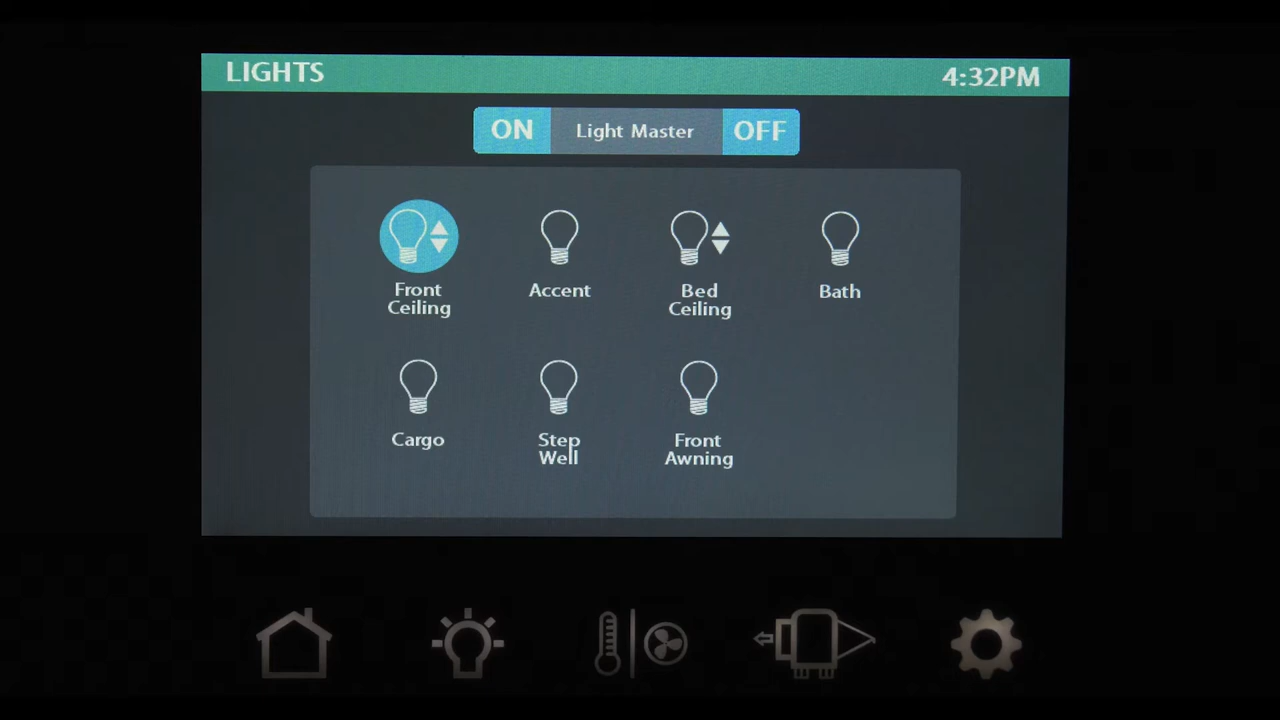 LIGHTS
4:32PM
ON Light Master OFF
Front
Ceiling
Accent
Bed
Ceiling
Bath
Cargo
Step
Well
Front
Awning